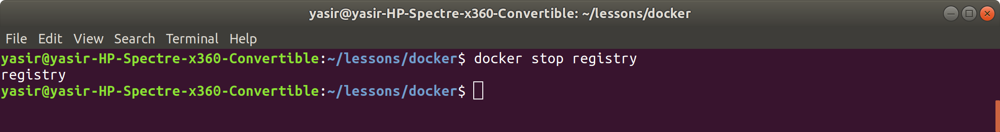 yasir@yasir-HP-Spectre-x360-Convertible: ~/lessons/docker
File Edit View Search Terminal Help
yasir@yasir-HP-Spectre-x360-Convertible:~/lessons/docker$ docker stop registry
registry
yasir@yasir-HP-Spectre-x360-Convertible:~/lessons/docker$